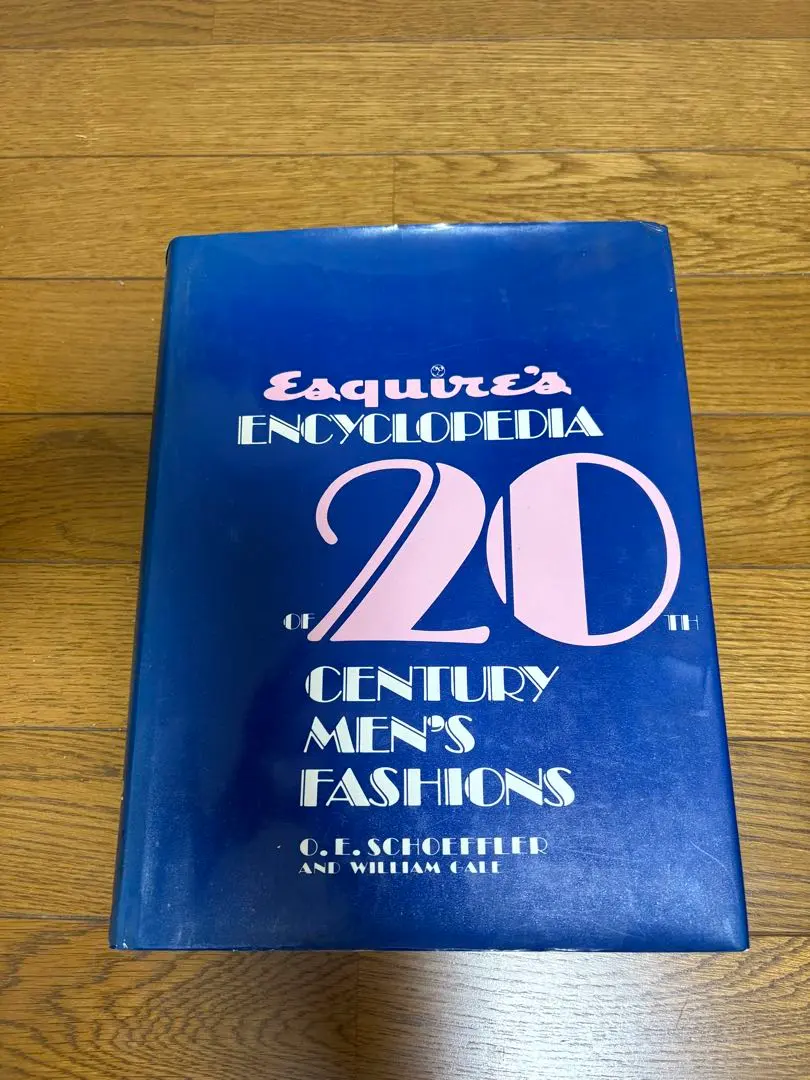 Esquire's
ENCYCLOPEDIA
OF 20 TH
CENTURY
MEN'S
FASHIONS
O. E. SCHOEFFLER
AND WILLIAM GALE